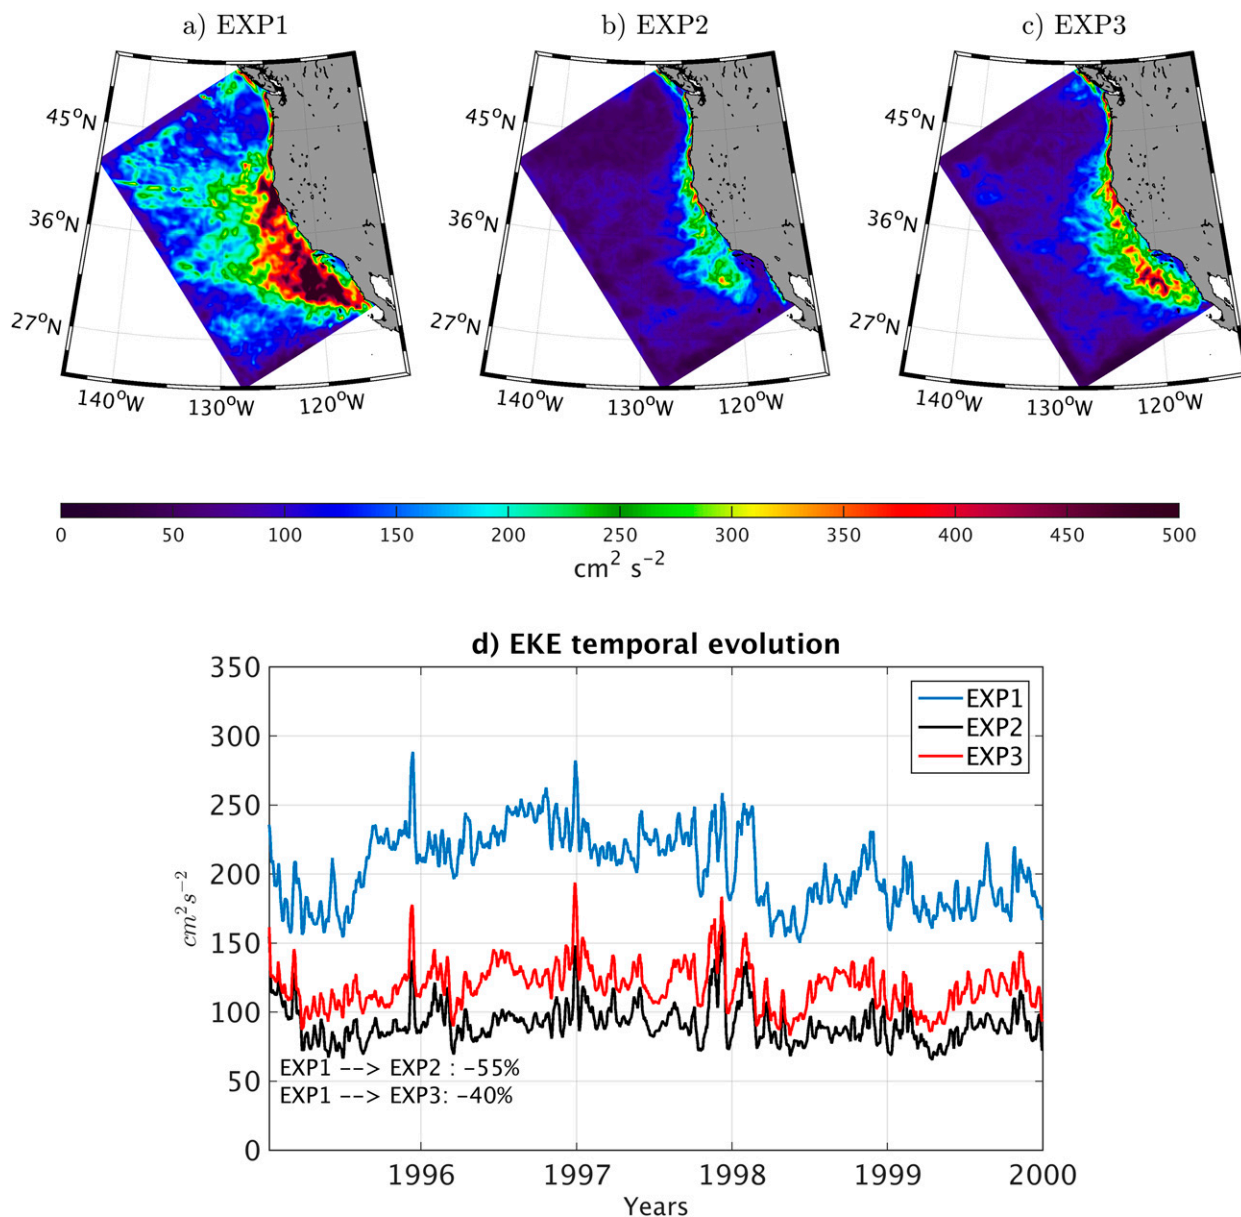 a) EXP1
b) EXP2
c) EXP3
45°N
36°N
27°N
140°W
130°W
120°W
45°N
36°N
27°N
140°W
130°W
120°W
45°N
36°N
27°N
140°W
130°W
120°W
0 50 100 150 200 250 300 350 400 450 500
cm² s⁻²
d) EKE temporal evolution
350
300
250
200
150
100
50
0
cm²s⁻²
EXP1
EXP2
EXP3
EXP1 --> EXP2 : -55%
EXP1 --> EXP3: -40%
1996 1997 1998 1999 2000
Years